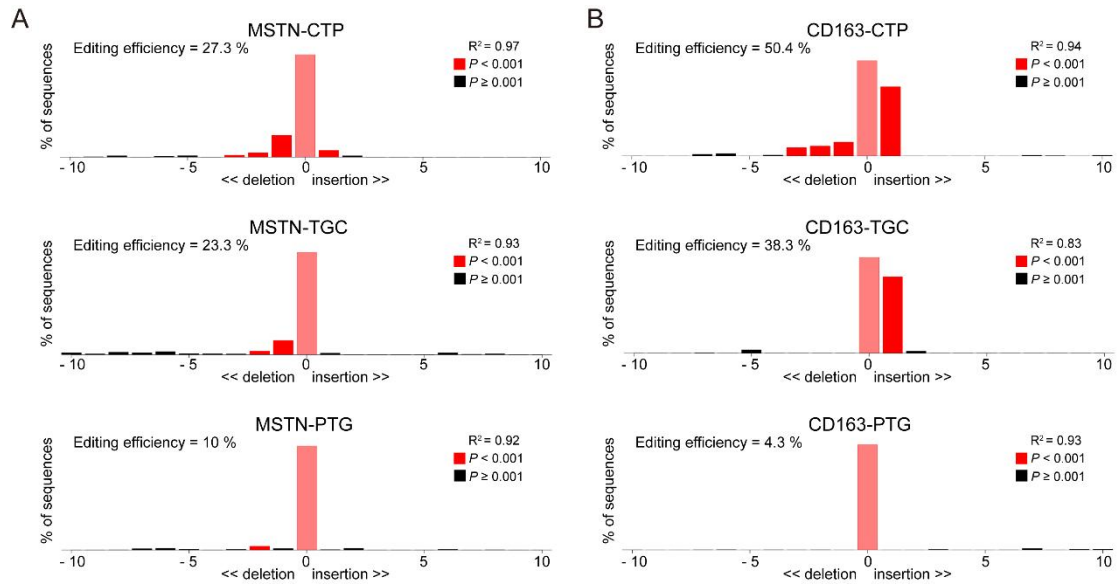 A
MSTN-CTP
Editing efficiency = 27.3 %
R² = 0.97
P < 0.001
P ≥ 0.001
% of sequences
- 10 -5 0 5 10
<< deletion insertion >>
MSTN-TGC
Editing efficiency = 23.3 %
R² = 0.93
P < 0.001
P ≥ 0.001
% of sequences
- 10 -5 0 5 10
<< deletion insertion >>
MSTN-PTG
Editing efficiency = 10 %
R² = 0.92
P < 0.001
P ≥ 0.001
% of sequences
- 10 -5 0 5 10
<< deletion insertion >>
B
CD163-CTP
Editing efficiency = 50.4 %
R² = 0.94
P < 0.001
P ≥ 0.001
% of sequences
- 10 - 5 0 5 10
<< deletion insertion >>
CD163-TGC
Editing efficiency = 38.3 %
R² = 0.83
P < 0.001
P ≥ 0.001
% of sequences
- 10 -5 0 5 10
<< deletion insertion >>
CD163-PTG
Editing efficiency = 4.3 %
R² = 0.93
P < 0.001
P ≥ 0.001
% of sequences
- 10 -5 0 5 10
<< deletion insertion >>